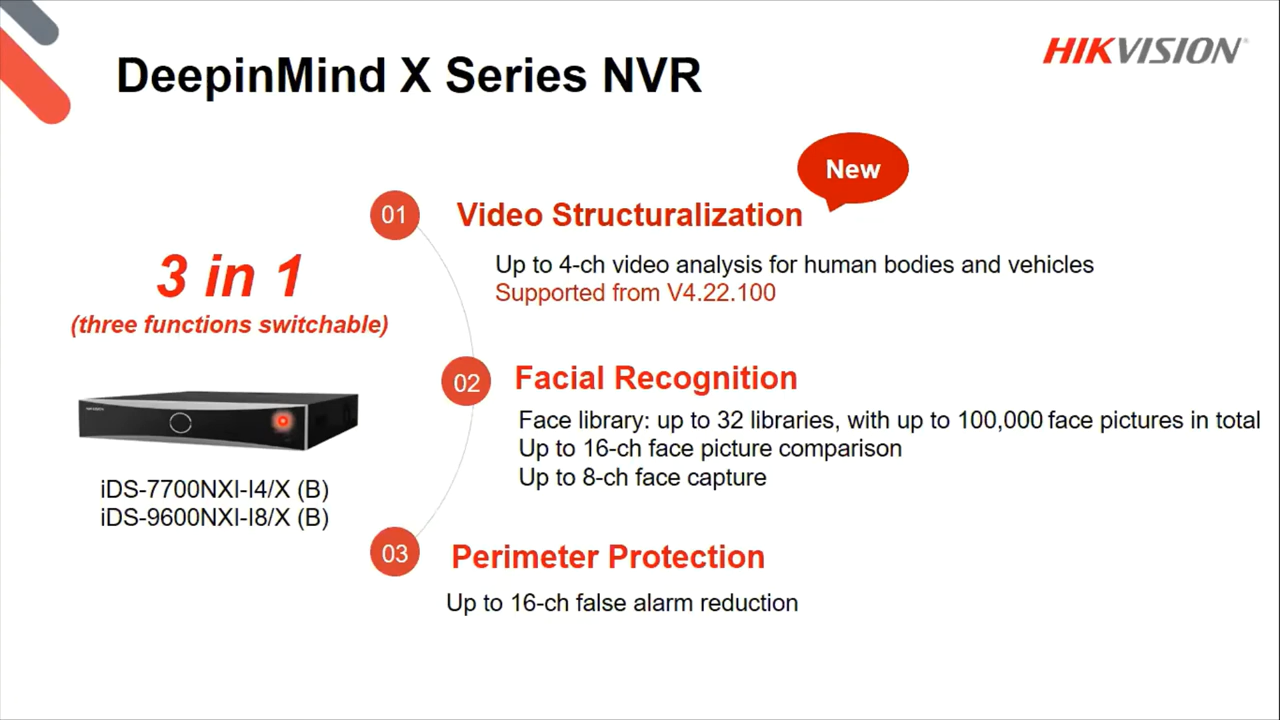 DeepinMind X Series NVR
HIKVISION®
New
01
Video Structuralization
Up to 4-ch video analysis for human bodies and vehicles
Supported from V4.22.100
3 in 1
(three functions switchable)
02
Facial Recognition
Face library: up to 32 libraries, with up to 100,000 face pictures in total
Up to 16-ch face picture comparison
Up to 8-ch face capture
HIKVISION
iDS-7700NXI-I4/X (B)
iDS-9600NXI-I8/X (B)
03
Perimeter Protection
Up to 16-ch false alarm reduction